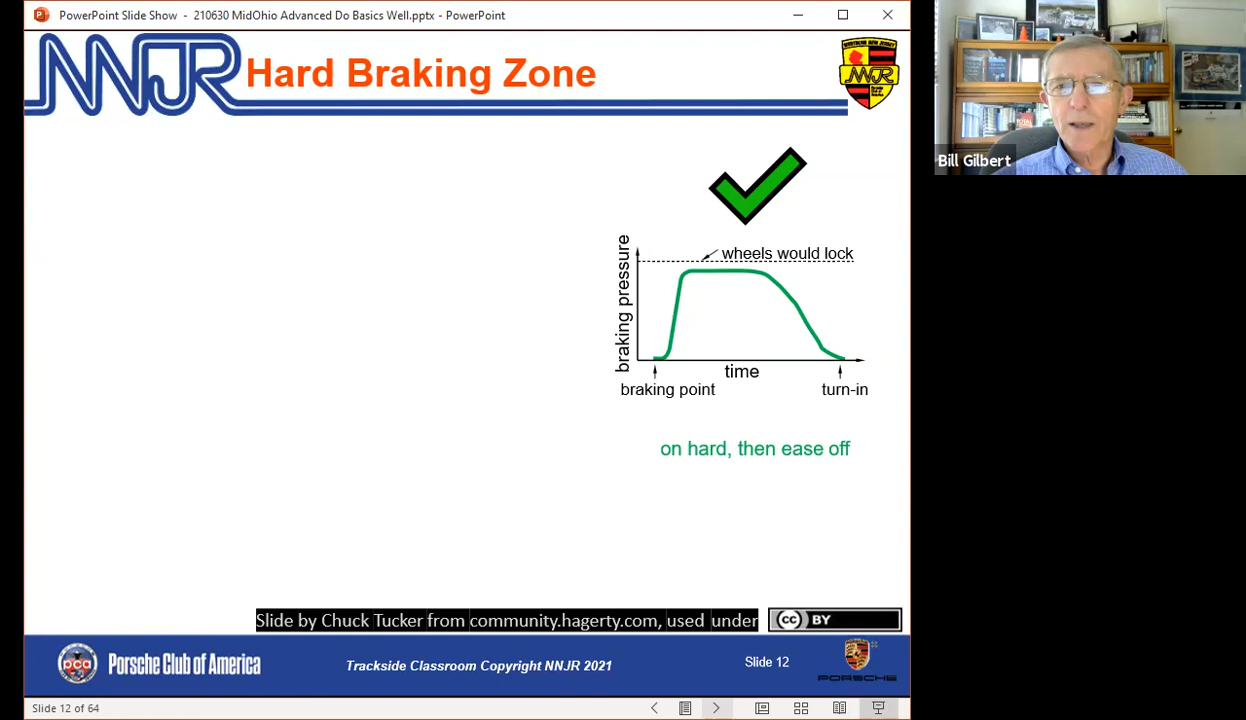 PowerPoint Slide Show - 210630 MidOhio Advanced Do Basics Well.pptx - PowerPoint
NNJR
Hard Braking Zone
NNJR
Bill Gilbert
wheels would lock
braking pressure
time
braking point
turn-in
on hard, then ease off
Slide by Chuck Tucker from community.hagerty.com, used under
cc BY
pca
Porsche Club of America
Trackside Classroom Copyright NNJR 2021
Slide 12
PORSCHE
Slide 12 of 64